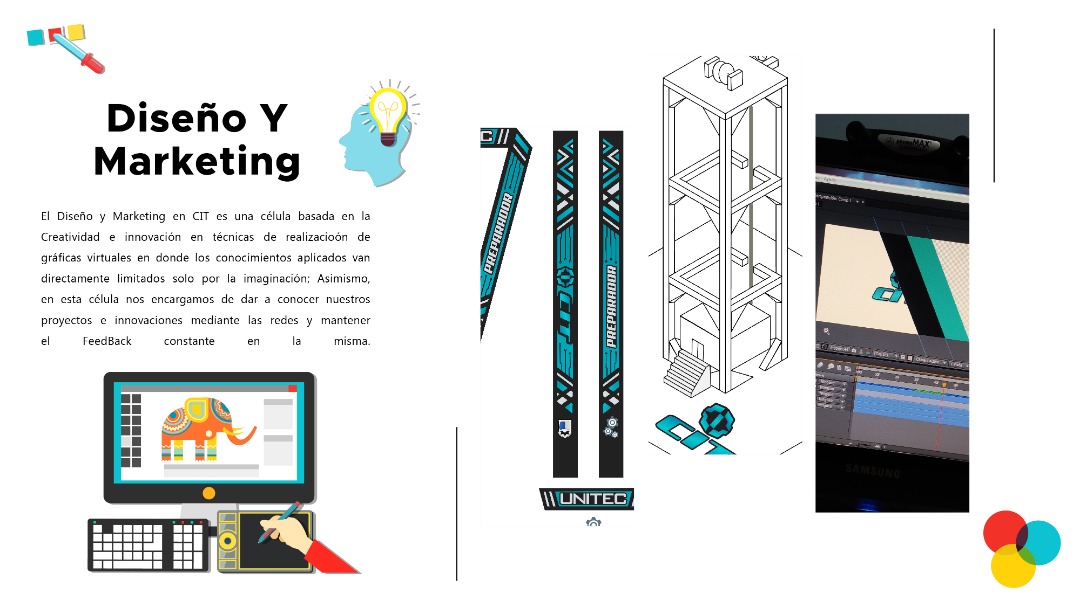 Diseño Y
Marketing
El Diseño y Marketing en CIT es una célula basada en la
Creatividad e innovación en técnicas de realizacioón de
gráficas virtuales en donde los conocimientos aplicados van
directamente limitados solo por la imaginación; Asimismo,
en esta célula nos encargamos de dar a conocer nuestros
proyectos e innovaciones mediante las redes y mantener
el FeedBack constante en la misma.
PREPARADOR
CIT
PREPARADOR
UNITEC
CIT
SAMSUNG